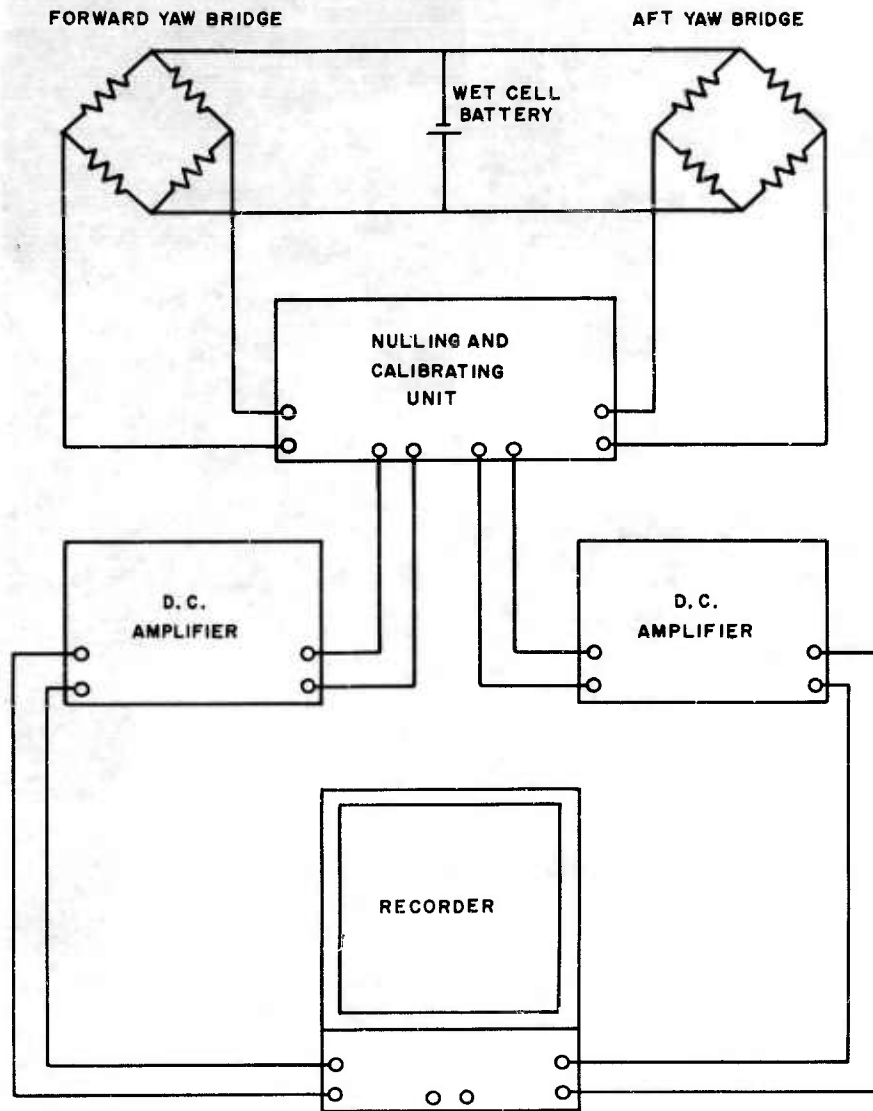 FORWARD YAW BRIDGE
AFT YAW BRIDGE
WET CELL
BATTERY
NULLING AND
CALIBRATING
UNIT
D. C.
AMPLIFIER
D. C.
AMPLIFIER
RECORDER